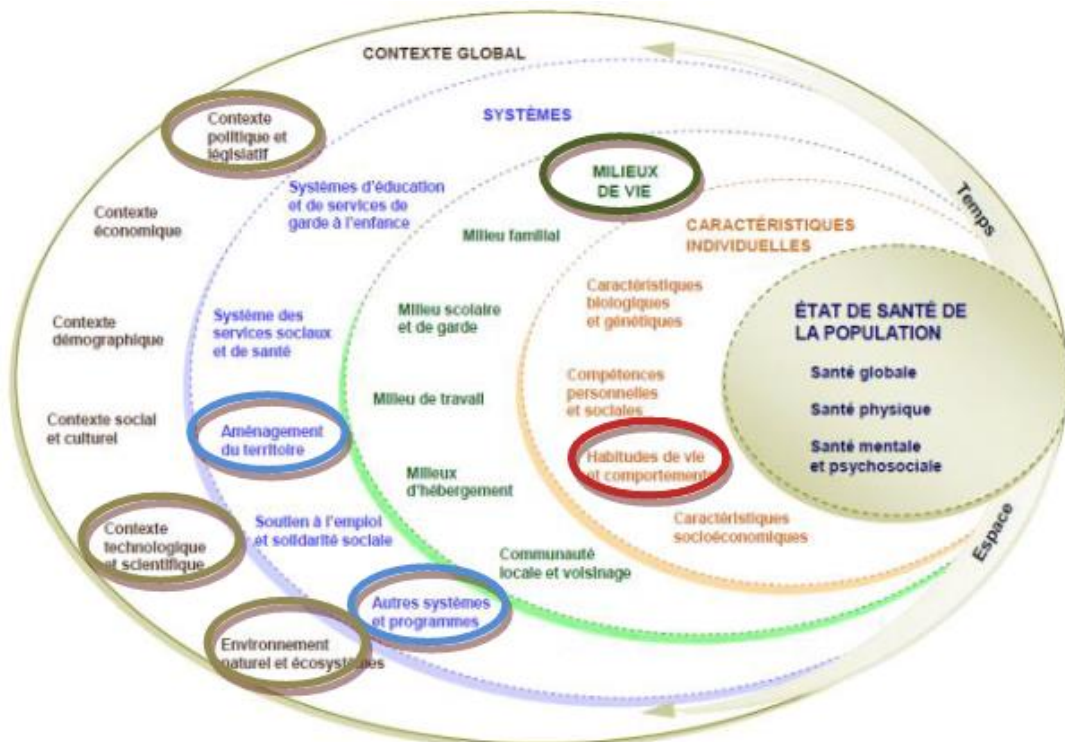 CONTEXTE GLOBAL
Contexte
politique et
législatif
Contexte
économique
Contexte
démographique
Contexte social
et culturel
Contexte
technologique
et scientifique
Environnement
naturel et écosystèmes
SYSTÈMES
Systèmes d'éducation
et de services de
garde à l'enfance
Système des
services sociaux
et de santé
Aménagement
du territoire
Soutien à l'emploi
et solidarité sociale
Autres systèmes
et programmes
MILIEUX
DE VIE
Milieu familial
Milieu scolaire
et de garde
Milieu de travail
Milieux
d'hébergement
Communauté
locale et voisinage
CARACTÉRISTIQUES
INDIVIDUELLES
Caractéristiques
biologiques
et génétiques
Compétences
personnelles
et sociales
Habitudes de vie
et comportements
Caractéristiques
socioéconomiques
ÉTAT DE SANTÉ DE
LA POPULATION
Santé globale
Santé physique
Santé mentale
et psychosociale
Temps
Espace